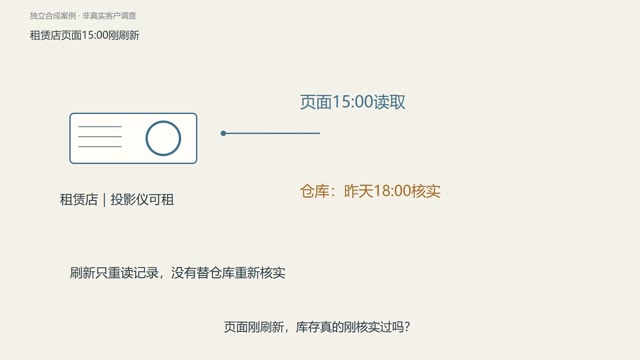 独立合成案例 · 非真实客户调查
租赁店页面15:00刚刷新
页面15:00读取
仓库：昨天18:00核实
租赁店｜投影仪可租
刷新只重读记录，没有替仓库重新核实
页面刚刷新，库存真的刚核实过吗？